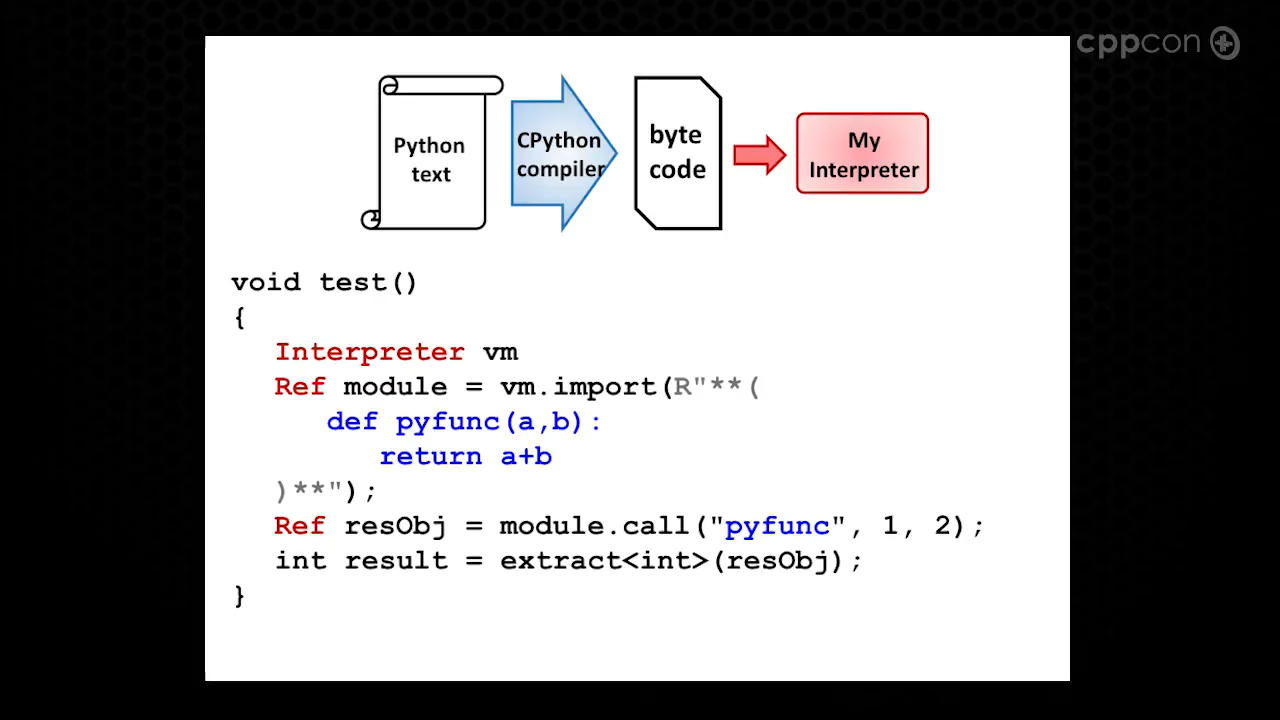 cppcon
Python
text
CPython
compiler
byte
code
My
Interpreter
void test()
{
Interpreter vm
Ref module = vm.import(R"**(
def pyfunc(a,b):
return a+b
)**");
Ref resObj = module.call("pyfunc", 1, 2);
int result = extract<int>(resObj);
}